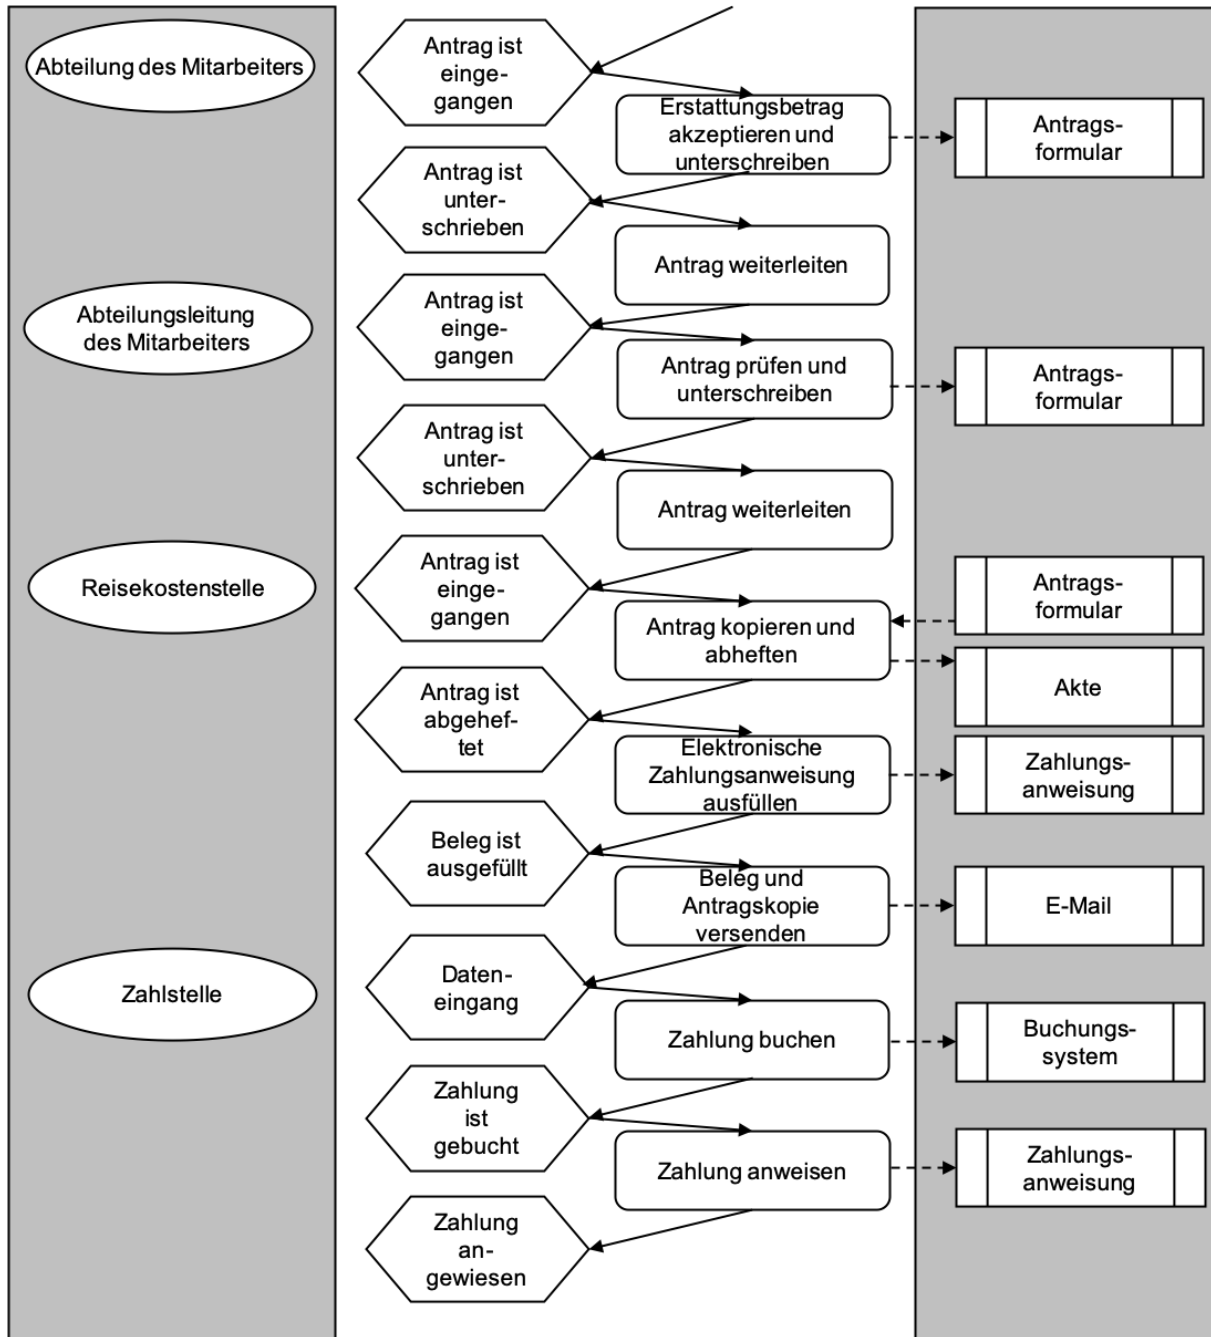 Abteilung des Mitarbeiters
Antrag ist
einge-
gangen
Erstattungsbetrag
akzeptieren und
unterschreiben
Antrags-
formular
Antrag ist
unter-
schrieben
Antrag weiterleiten
Abteilungsleitung
des Mitarbeiters
Antrag ist
einge-
gangen
Antrag prüfen und
unterschreiben
Antrags-
formular
Antrag ist
unter-
schrieben
Antrag weiterleiten
Reisekostenstelle
Antrag ist
einge-
gangen
Antrag kopieren und
abheften
Antrags-
formular
Akte
Antrag ist
abgehef-
tet
Elektronische
Zahlungsanweisung
ausfüllen
Zahlungs-
anweisung
Beleg ist
ausgefüllt
Beleg und
Antragskopie
versenden
E-Mail
Zahlstelle
Daten-
eingang
Zahlung buchen
Buchungs-
system
Zahlung
ist
gebucht
Zahlung anweisen
Zahlungs-
anweisung
Zahlung
an-
gewiesen